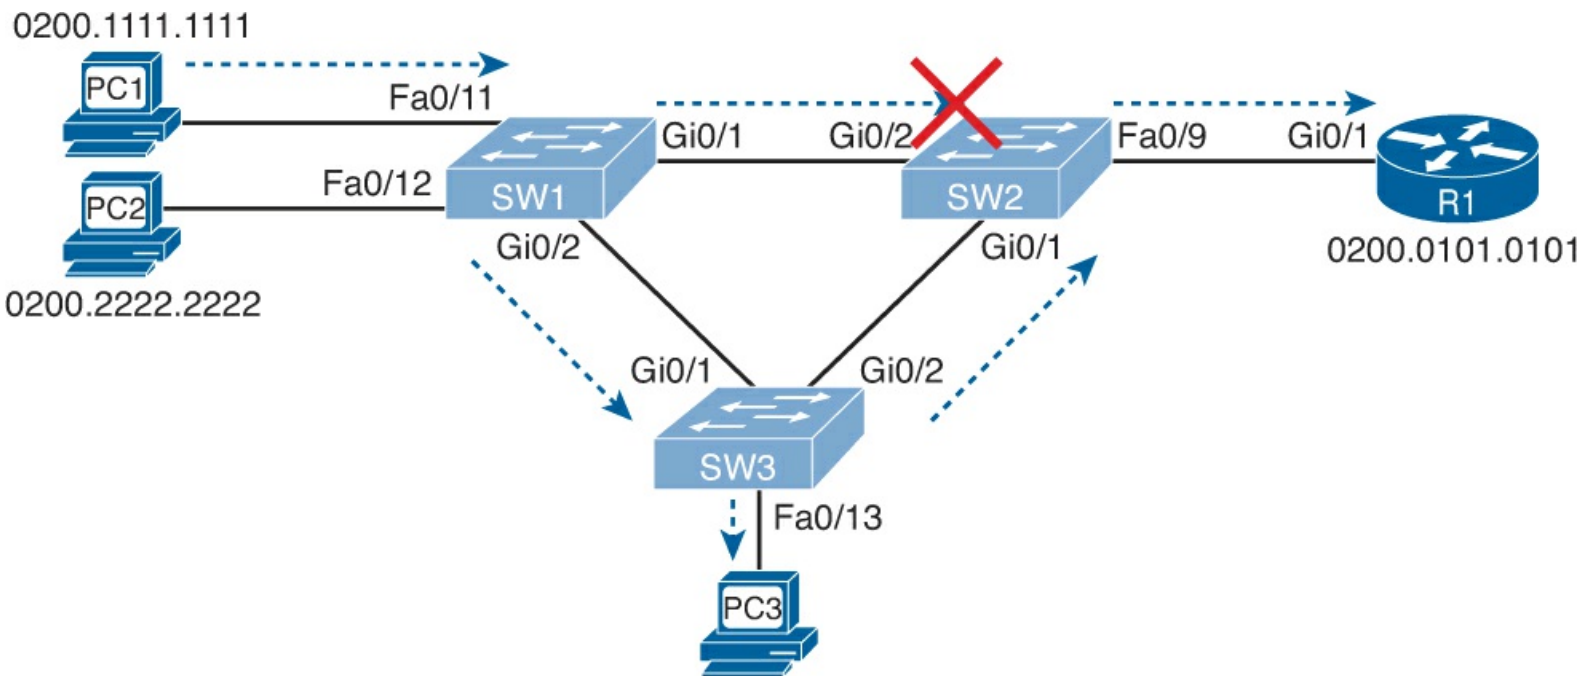 0200.1111.1111
PC1
Fa0/11
Gi0/1
Gi0/2
Fa0/9
Gi0/1
Fa0/12
SW1
SW2
R1
PC2
Gi0/2
Gi0/1
0200.0101.0101
0200.2222.2222
Gi0/1
Gi0/2
SW3
Fa0/13
PC3